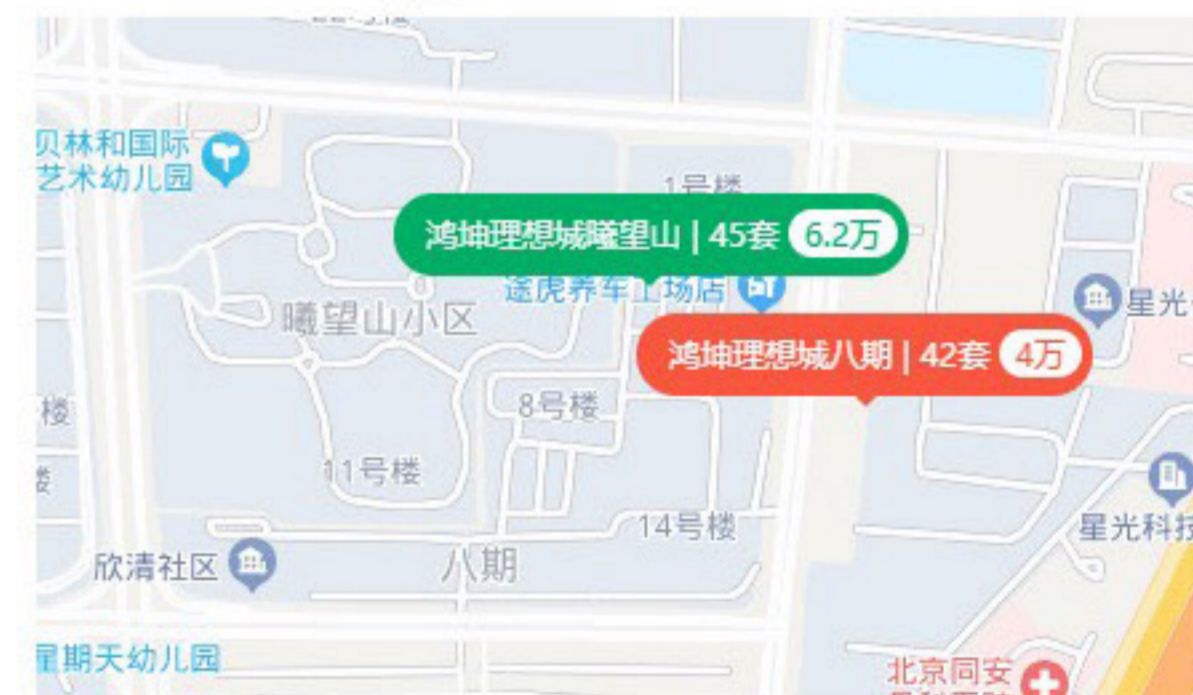 贝林和国际
艺术幼儿园
1号楼
鸿坤理想城曦望山 | 45套 6.2万
途虎养车工场店
曦望山小区
星光
鸿坤理想城八期 | 42套 4万
楼
8号楼
11号楼
楼
14号楼
星光科技
欣清社区
八期
星期天幼儿园
北京同安